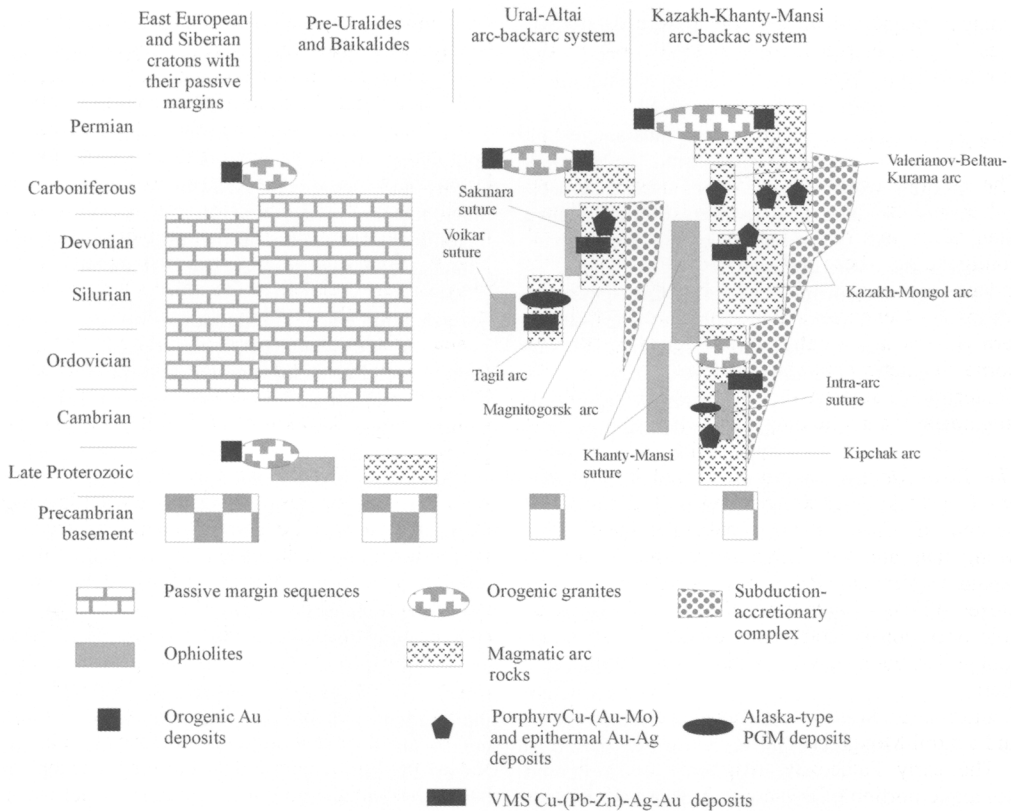 East European
and Siberian
cratons with
their passive
margins
Pre-Uralides
and Baikalides
Ural-Altai
arc-backarc system
Kazakh-Khanty-Mansi
arc-backac system
Permian
Carboniferous
Devonian
Silurian
Ordovician
Cambrian
Late Proterozoic
Precambrian
basement
Sakmara
suture
Voikar
suture
Tagil arc
Magnitogorsk arc
Khanty-Mansi
suture
Valerianov-Beltau-
Kurama arc
Kazakh-Mongol arc
Intra-arc
suture
Kipchak arc
Passive margin sequences
Orogenic granites
Subduction-
accretionary
complex
Ophiolites
Magmatic arc
rocks
Orogenic Au
deposits
PorphyryCu-(Au-Mo)
and epithermal Au-Ag
deposits
Alaska-type
PGM deposits
VMS Cu-(Pb-Zn)-Ag-Au deposits